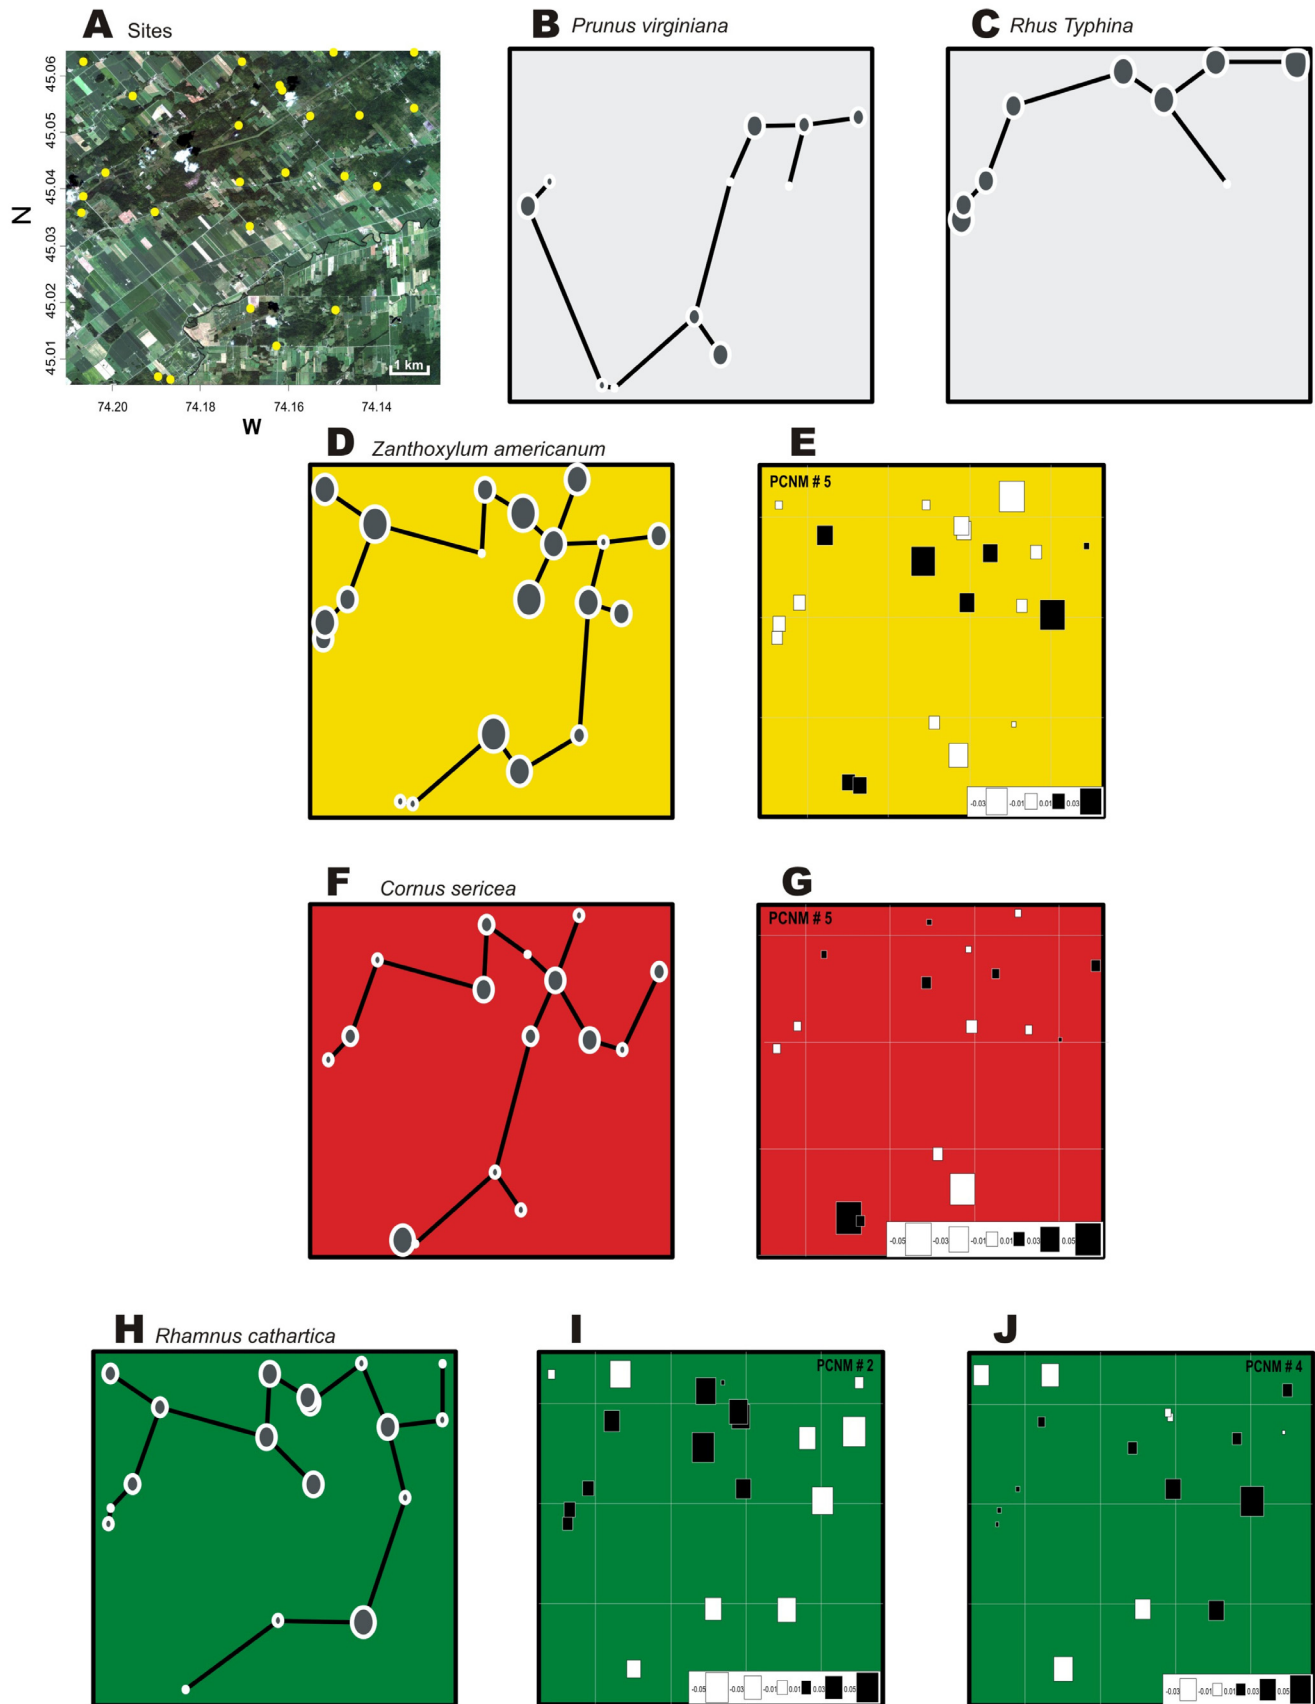 A Sites
B Prunus virginiana
C Rhus Typhina
45.06
45.05
45.04
45.03
45.02
45.01
N
1 km
74.20 74.18 74.16 74.14
W
D Zanthoxylum americanum
E
PCNM # 5
-0.03 -0.01 0.01 0.03
F Cornus sericea
G
PCNM # 5
-0.05 -0.03 -0.01 0.01 0.03 0.05
H Rhamnus cathartica
I
PCNM # 2
-0.05 -0.03 -0.01 0.01 0.03 0.05
J
PCNM # 4
-0.03 -0.01 0.01 0.03 0.05